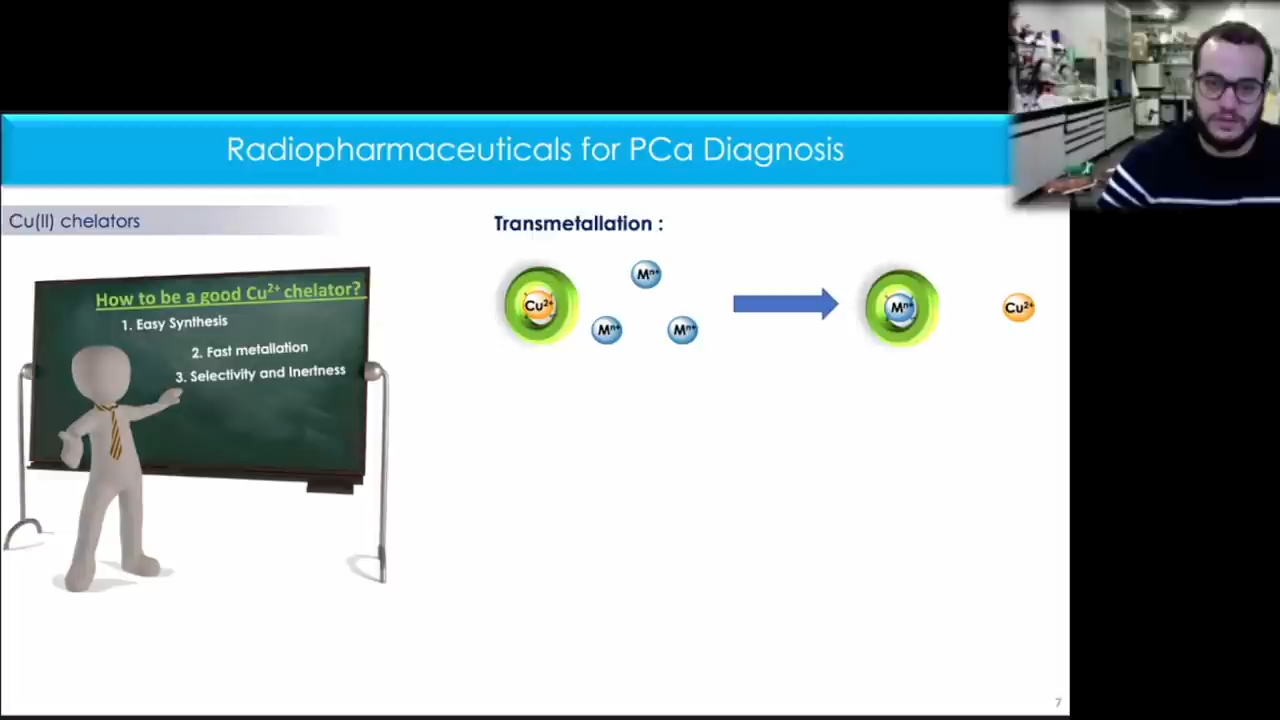 Radiopharmaceuticals for PCa Diagnosis
Cu(II) chelators
How to be a good Cu²⁺ chelator?
1. Easy Synthesis
2. Fast metallation
3. Selectivity and Inertness
Transmetallation :
Cu²⁺
Mⁿ⁺
Mⁿ⁺
Mⁿ⁺
Mⁿ⁺
Cu²⁺
7